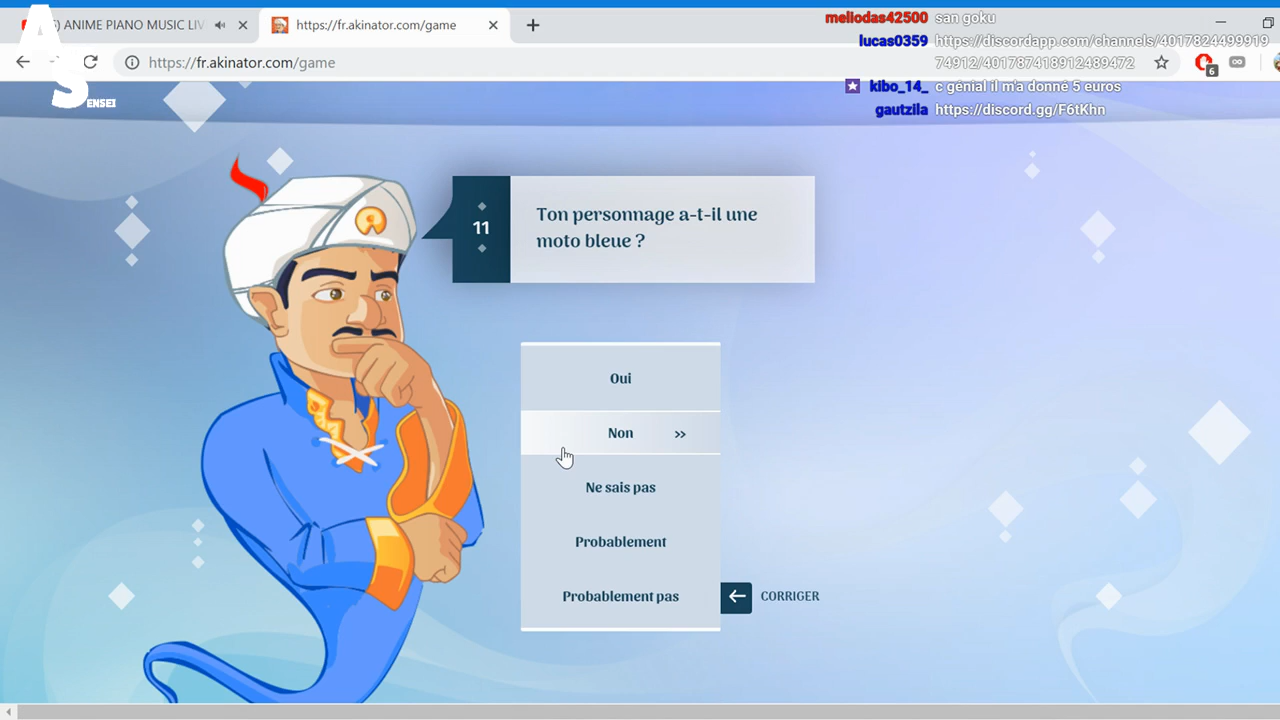 ) ANIME PIANO MUSIC LIV
https://fr.akinator.com/game
https://fr.akinator.com/game
6
A
S
ENSEI
meliodas42500 san goku
lucas0359 https://discordapp.com/channels/4017824499919
74912/401787418912489472
kibo_14_ c génial il m'a donné 5 euros
gautzila https://discord.gg/F6tKhn
11
Ton personnage a-t-il une
moto bleue ?
Oui
Non »
Ne sais pas
Probablement
Probablement pas
CORRIGER